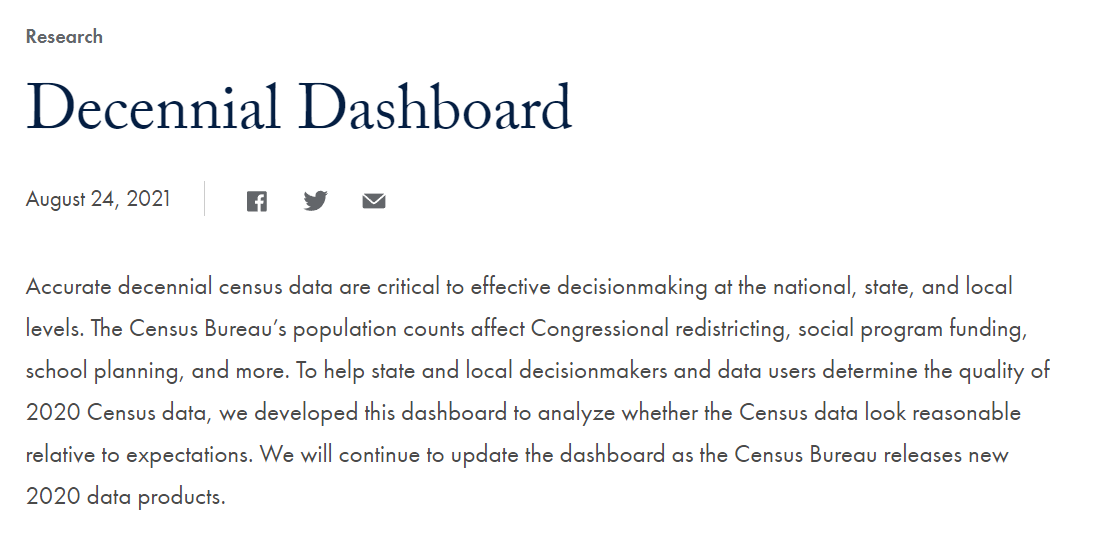 Research
Decennial Dashboard
August 24, 2021
Accurate decennial census data are critical to effective decisionmaking at the national, state, and local
levels. The Census Bureau’s population counts affect Congressional redistricting, social program funding,
school planning, and more. To help state and local decisionmakers and data users determine the quality of
2020 Census data, we developed this dashboard to analyze whether the Census data look reasonable
relative to expectations. We will continue to update the dashboard as the Census Bureau releases new
2020 data products.